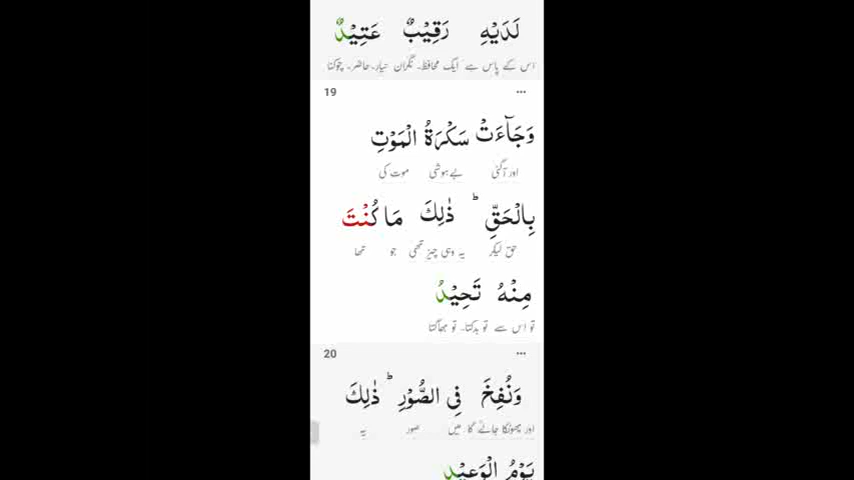 لَدَيْهِ رَقِيْبٌ عَتِيْدٌ
اس کے پاس ہے ایک محافظ۔ نگران تیار۔حاضر۔ چوکنا
19
وَجَآءَتْ سَكْرَةُ الْمَوْتِ
اور آگئی بے ہوشی موت کی
بِالْحَقِّ ؕ ذٰلِكَ مَا كُنْتَ
حق لیکر یہ وہی چیز تھی جو تھا
مِنْهُ تَحِيْدُ
تو اس سے تو بدکتا۔ تو بھاگتا
20
وَنُفِخَ فِي الصُّوْرِ ؕ ذٰلِكَ
اور پھونکا جائے گا میں صور یہ
يَوْمُ الْوَعِيْدِ